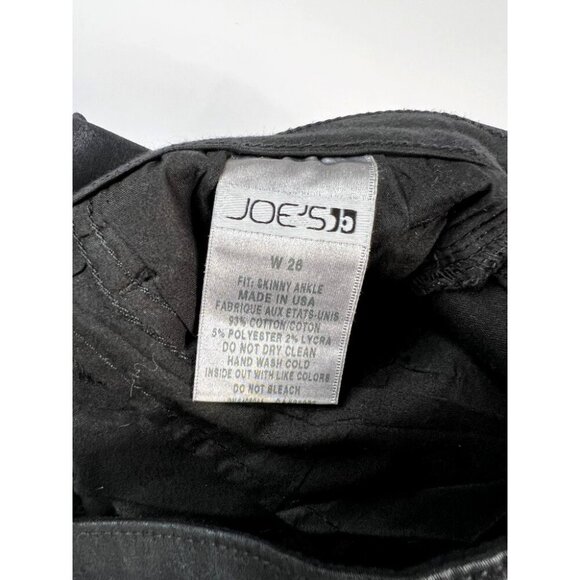 JOE'S
W 26
FIT: SKINNY ANKLE
MADE IN USA
FABRIQUE AUX ETATS-UNIS
93% COTTON/COTON
5% POLYESTER 2% LYCRA
DO NOT DRY CLEAN
HAND WASH COLD
INSIDE OUT WITH LIKE COLORS
DO NOT BLEACH